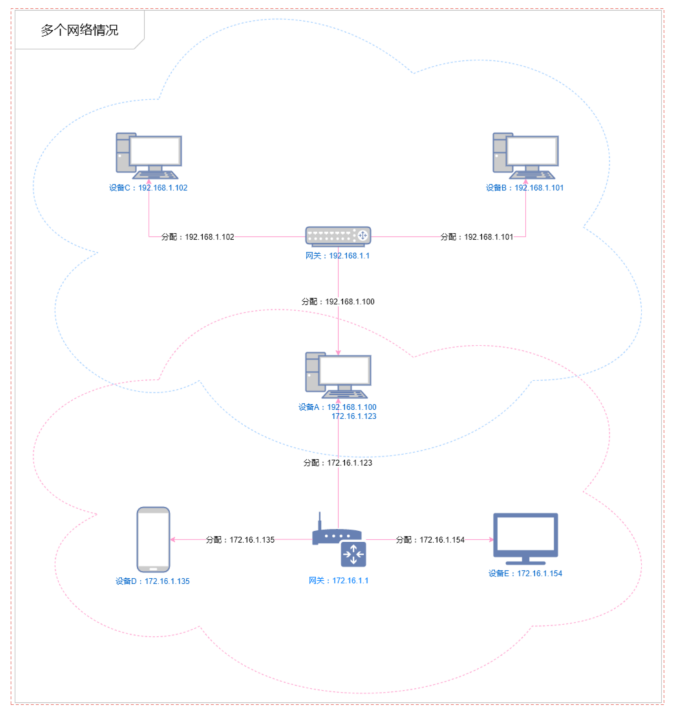 多个网络情况
设备C：192.168.1.102
设备B：192.168.1.101
分配：192.168.1.102
分配：192.168.1.101
网关：192.168.1.1
分配：192.168.1.100
设备A：192.168.1.100
172.16.1.123
分配：172.16.1.123
分配：172.16.1.135
分配：172.16.1.154
设备D：172.16.1.135
网关：172.16.1.1
设备E：172.16.1.154